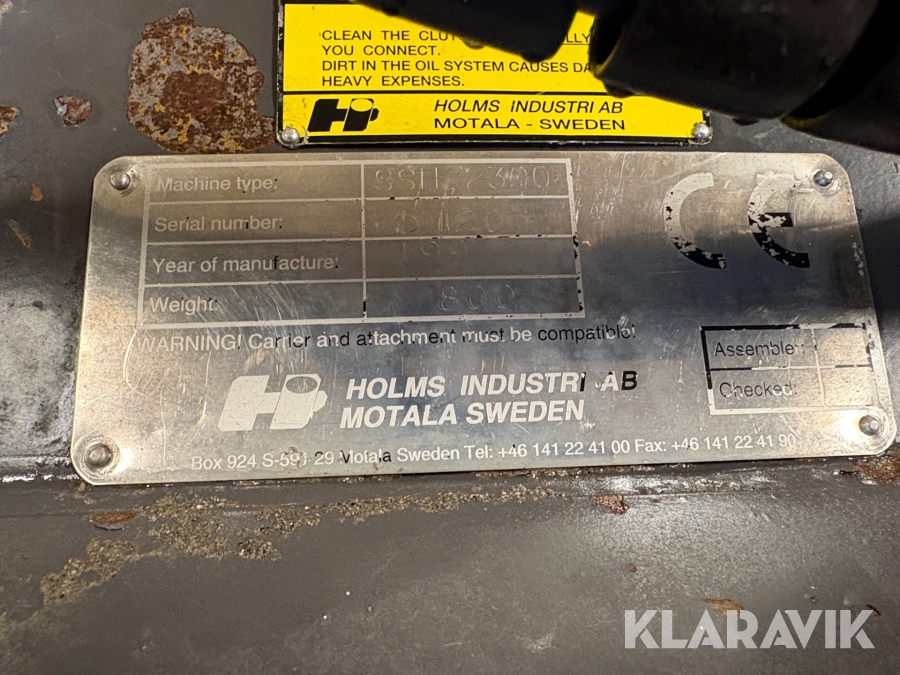 CLEAN THE
YOU CONNECT.
DIRT IN THE OIL SYSTEM CAUSES
HEAVY EXPENSES.
HOLMS INDUSTRI AB
MOTALA - SWEDEN
Machine type:
Serial number:
Year of manufacture:
Weight: 800
CE
WARNING! Carrier and attachment must be compatible!
Assembler:
Checked:
HOLMS INDUSTRI AB
MOTALA SWEDEN
Box 924 S-591 29 Motala Sweden Tel: +46 141 22 41 00 Fax: +46 141 22 41 90
KLARAVIK